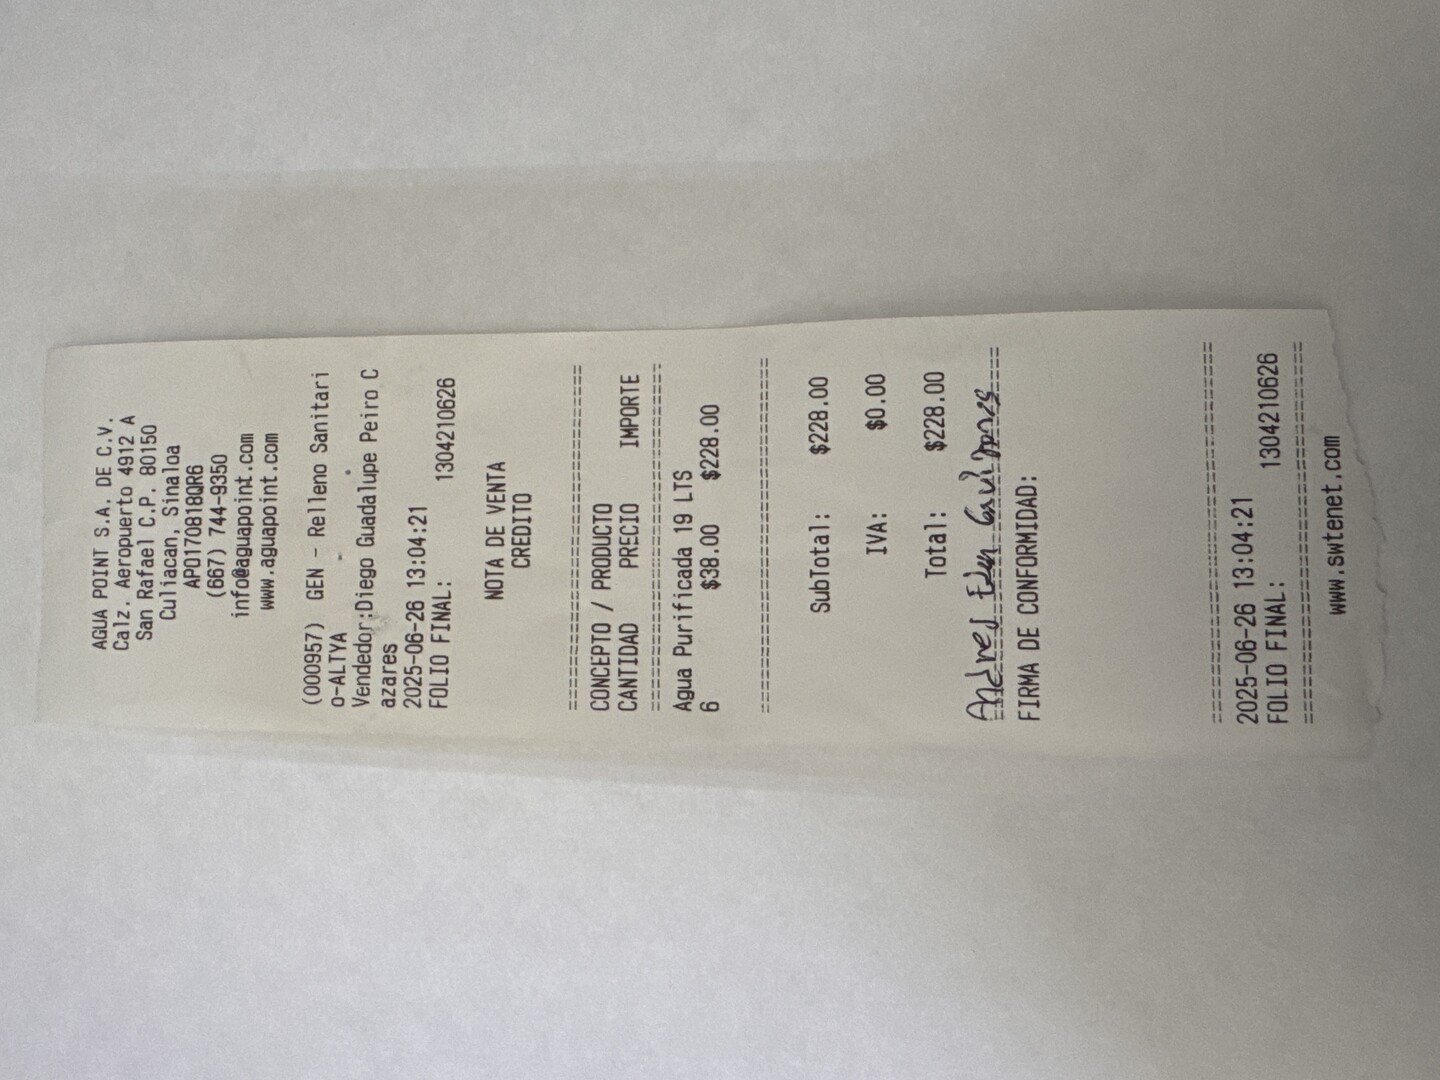 AGUA POINT S.A. DE C.V.
Calz. Aeropuerto 4912 A
San Rafael C.P. 80150
Culiacan, Sinaloa
APO170818QR6
(667) 744-9350
info@aguapoint.com
www.aguapoint.com
(000957) GEN - Relleno Sanitari
o-ALTYA
Vendedor:Diego Guadalupe Peiro C
azares
2025-06-26 13:04:21
FOLIO FINAL: 1304210626
NOTA DE VENTA
CREDITO
CONCEPTO / PRODUCTO
CANTIDAD PRECIO IMPORTE
Agua Purificada 19 LTS
6 $38.00 $228.00
SubTotal: $228.00
IVA: $0.00
Total: $228.00
Andres
FIRMA DE CONFORMIDAD:
2025-06-26 13:04:21
FOLIO FINAL: 1304210626
www.swtenet.com